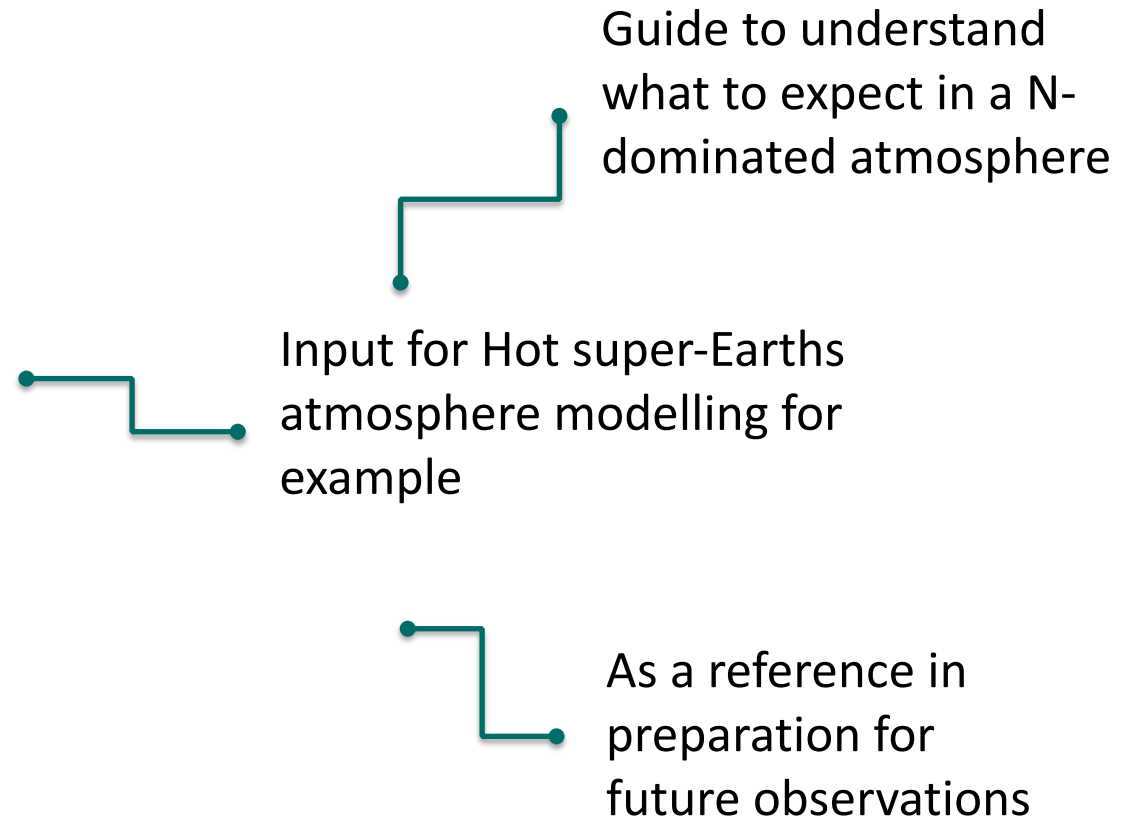 Guide to understand
what to expect in a N-
dominated atmosphere
Input for Hot super-Earths
atmosphere modelling for
example
As a reference in
preparation for
future observations